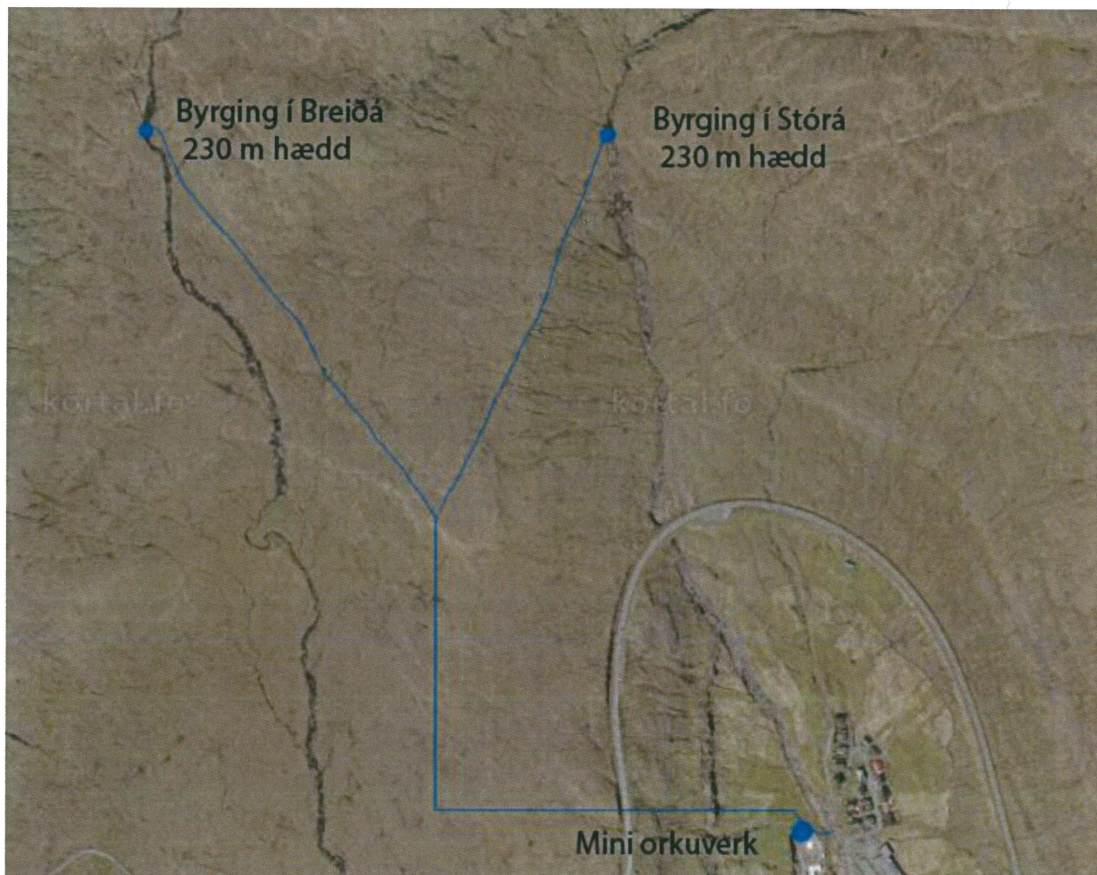 Byrging í Breiðá
230 m hædd
Byrging í Stórá
230 m hædd
kortal.fo
kortal.fo
Mini orkuverk